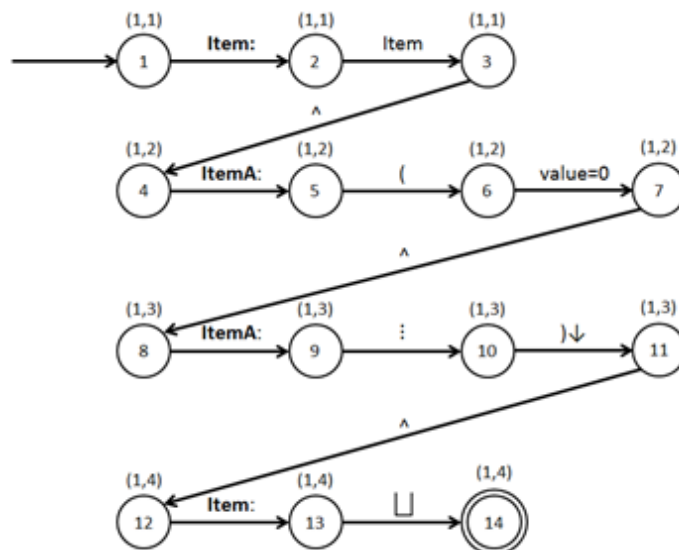 (1,1) (1,1) (1,1)
Item: Item
1 2 3
^
(1,2) (1,2) (1,2) (1,2)
ItemA: ( value=0
4 5 6 7
^
(1,3) (1,3) (1,3) (1,3)
ItemA: ⋮ )↓
8 9 10 11
^
(1,4) (1,4) (1,4)
Item: ⨆
12 13 14